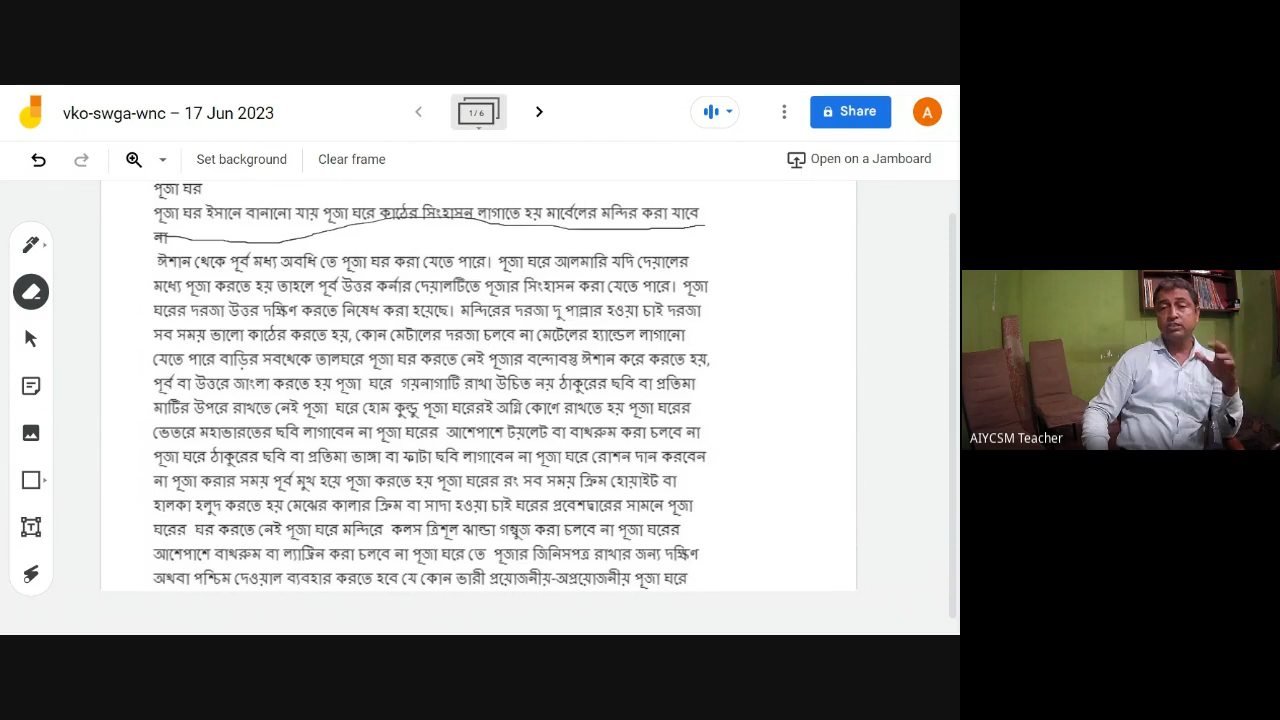 vko-swga-wnc – 17 Jun 2023
1/6
Share
A
Set background
Clear frame
Open on a Jamboard
পূজা ঘর
পূজা ঘর ইসানে বানানো যায় পূজা ঘরে কাঠের সিংহাসন লাগাতে হয় মার্বেলের মন্দির করা যাবে
না
ঈশান থেকে পূর্ব মধ্য অবধি তে পূজা ঘর করা যেতে পারে। পূজা ঘরে আলমারি যদি দেয়ালের
মধ্যে পূজা করতে হয় তাহলে পূর্ব উত্তর কর্নার দেয়ালটিতে পূজার সিংহাসন করা যেতে পারে। পূজা
ঘরের দরজা উত্তর দক্ষিণ করতে নিষেধ করা হয়েছে। মন্দিরের দরজা দু পাল্লার হওয়া চাই দরজা
সব সময় ভালো কাঠের করতে হয়, কোন মেটালের দরজা চলবে না মেটেলের হ্যান্ডেল লাগানো
যেতে পারে বাড়ির সবথেকে তালঘরে পূজা ঘর করতে নেই পূজার বন্দোবস্ত ঈশান করে করতে হয়,
পূর্ব বা উত্তরে জাংলা করতে হয় পূজা ঘরে গয়নাগাটি রাখা উচিত নয় ঠাকুরের ছবি বা প্রতিমা
মাটির উপরে রাখতে নেই পূজা ঘরে হোম কুন্ডু পূজা ঘরেরই অগ্নি কোণে রাখতে হয় পূজা ঘরের
ভেতরে মহাভারতের ছবি লাগাবেন না পূজা ঘরের আশেপাশে টয়লেট বা বাথরুম করা চলবে না
পূজা ঘরে ঠাকুরের ছবি বা প্রতিমা ভাঙ্গা বা ফাটা ছবি লাগাবেন না পূজা ঘরে রোশন দান করবেন
না পূজা করার সময় পূর্ব মুখ হয়ে পূজা করতে হয় পূজা ঘরের রং সব সময় ক্রিম হোয়াইট বা
হালকা হলুদ করতে হয় মেঝের কালার ক্রিম বা সাদা হওয়া চাই ঘরের প্রবেশদ্বারের সামনে পূজা
ঘরের ঘর করতে নেই পূজা ঘরে মন্দিরে কলস ত্রিশূল ঝান্ডা গম্বুজ করা চলবে না পূজা ঘরের
আশেপাশে বাথরুম বা ল্যাট্রিন করা চলবে না পূজা ঘরে তে পূজার জিনিসপত্র রাখার জন্য দক্ষিণ
অথবা পশ্চিম দেওয়াল ব্যবহার করতে হবে যে কোন ভারী প্রয়োজনীয়-অপ্রয়োজনীয় পূজা ঘরে
AIYCSM Teacher